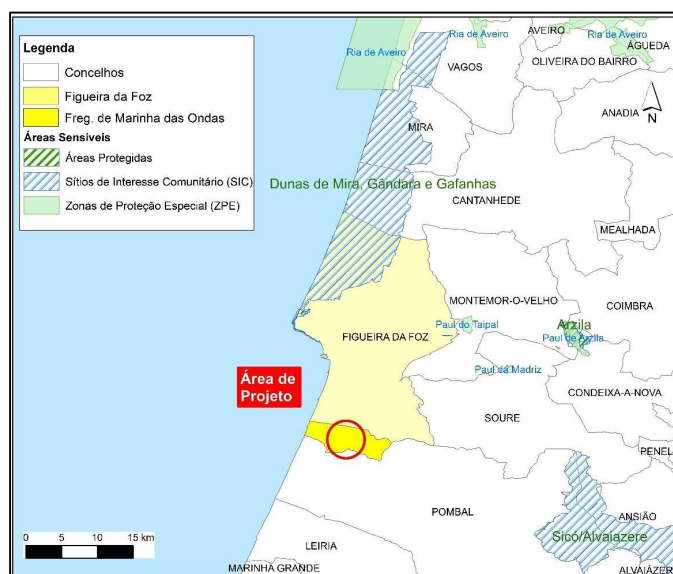 Legenda
Concelhos
Figueira da Foz
Freg. de Marinha das Ondas
Áreas Sensiveis
Áreas Protegidas
Sítios de Interesse Comunitário (SIC)
Zonas de Proteção Especial (ZPE)
Ria de Aveiro
Ria de Aveiro
AVEIRO
Ria de Aveiro
ÁGUEDA
VAGOS
OLIVEIRA DO BAIRRO
ANADIA
N
MIRA
Dunas de Mira, Gândara e Gafanhas
CANTANHEDE
MEALHADA
MONTEMOR-O-VELHO
COIMBRA
Paul do Taipal
Arzila
Paul de Arzila
FIGUEIRA DA FOZ
Paul da Madriz
Área de
Projeto
CONDEIXA-A-NOVA
SOURE
PENEL
POMBAL
ANSIÃO
Sicó/Alvaiazere
LEIRIA
MARINHA GRANDE
ALVAIÁZER
0 5 10 15 km